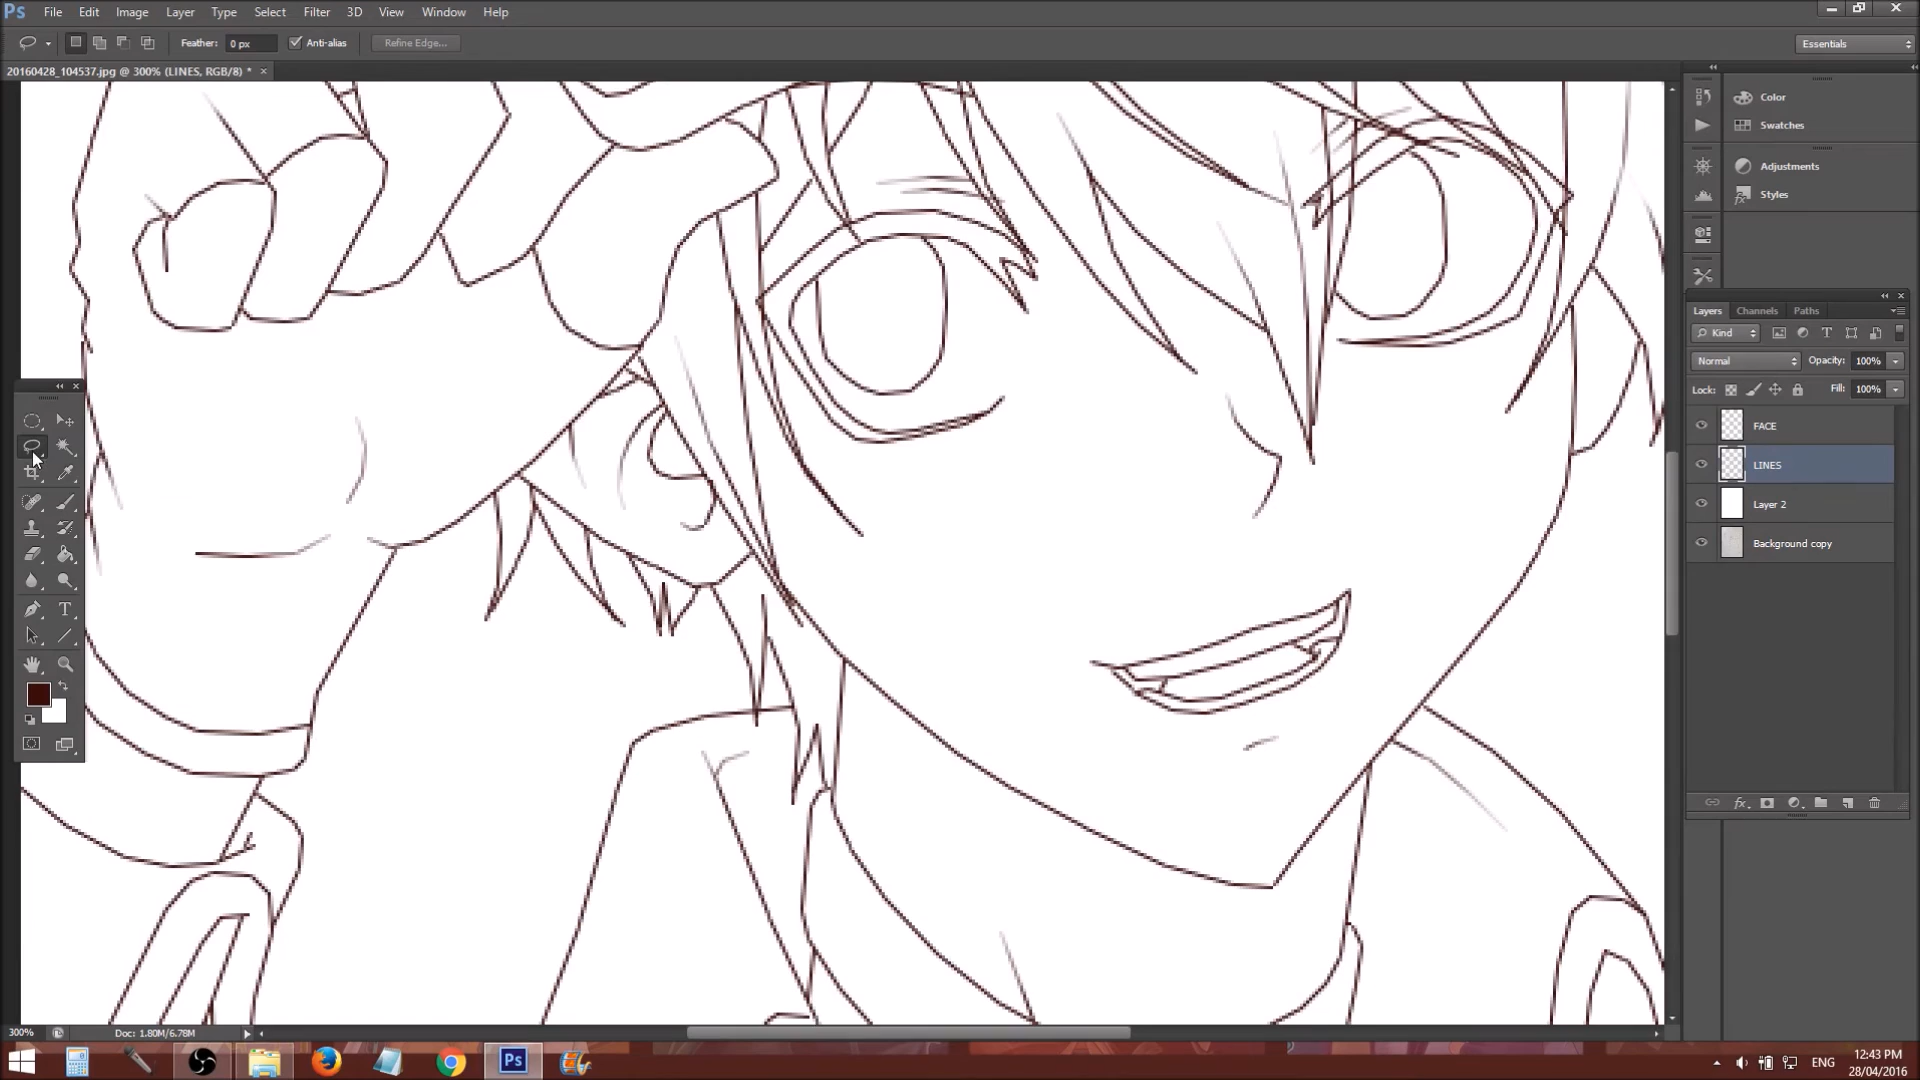 Ps File Edit Image Layer Type Select Filter 3D View Window Help
Feather: 0 px Anti-alias Refine Edge... Essentials
20160428_104537.jpg @ 300% (LINES, RGB/8) * ×
Color
Swatches
Adjustments
Styles
Layers Channels Paths
Kind
Normal Opacity: 100%
Lock: Fill: 100%
FACE
LINES
Layer 2
Background copy
300% Doc: 1.80M/6.78M
Ps ENG 12:43 PM
28/04/2016